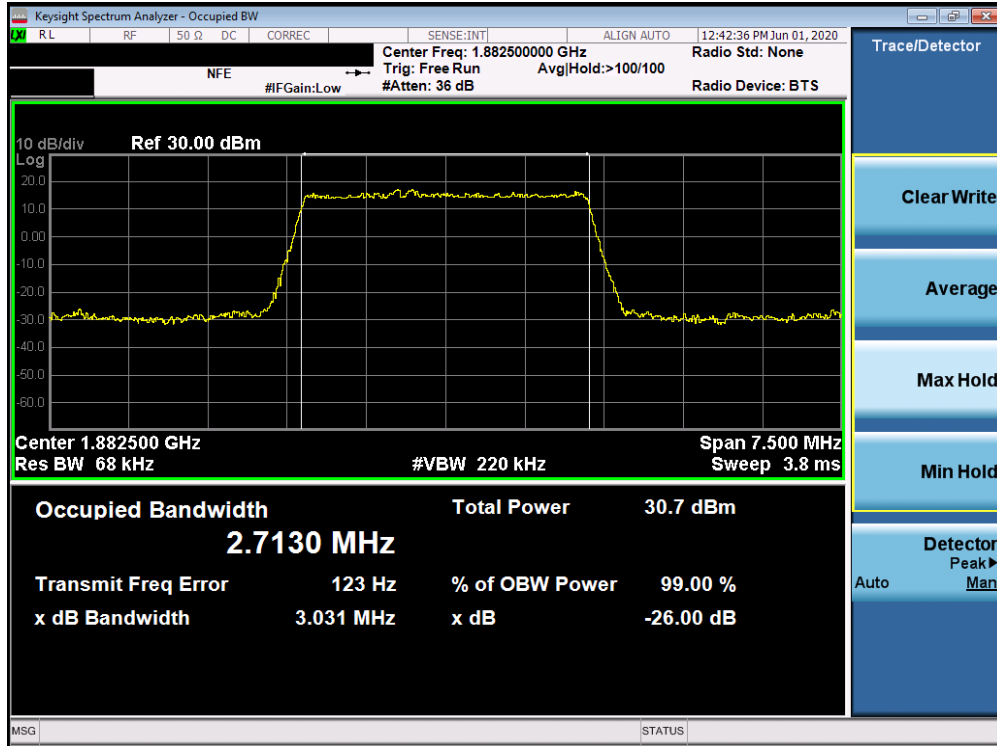 Keysight Spectrum Analyzer - Occupied BW
LXI RL RF 50 Ω DC CORREC SENSE:INT ALIGN AUTO 12:42:36 PM Jun 01, 2020
Center Freq: 1.882500000 GHz Radio Std: None
NFE Trig: Free Run Avg|Hold:>100/100
#IFGain:Low #Atten: 36 dB Radio Device: BTS
Trace/Detector
10 dB/div Ref 30.00 dBm
Log
20.0
10.0
0.00
-10.0
-20.0
-30.0
-40.0
-50.0
-60.0
Center 1.882500 GHz Span 7.500 MHz
Res BW 68 kHz #VBW 220 kHz Sweep 3.8 ms
Occupied Bandwidth Total Power 30.7 dBm
2.7130 MHz
Transmit Freq Error 123 Hz % of OBW Power 99.00 %
x dB Bandwidth 3.031 MHz x dB -26.00 dB
Clear Write
Average
Max Hold
Min Hold
Detector
Peak▶
Auto Man
MSG STATUS